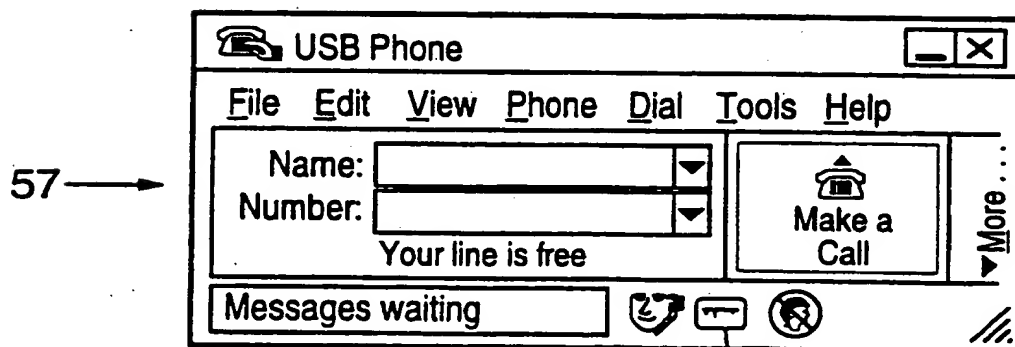 USB Phone
File Edit View Phone Dial Tools Help
57
Name:
Number:
Your line is free
Make a
Call
More...
Messages waiting